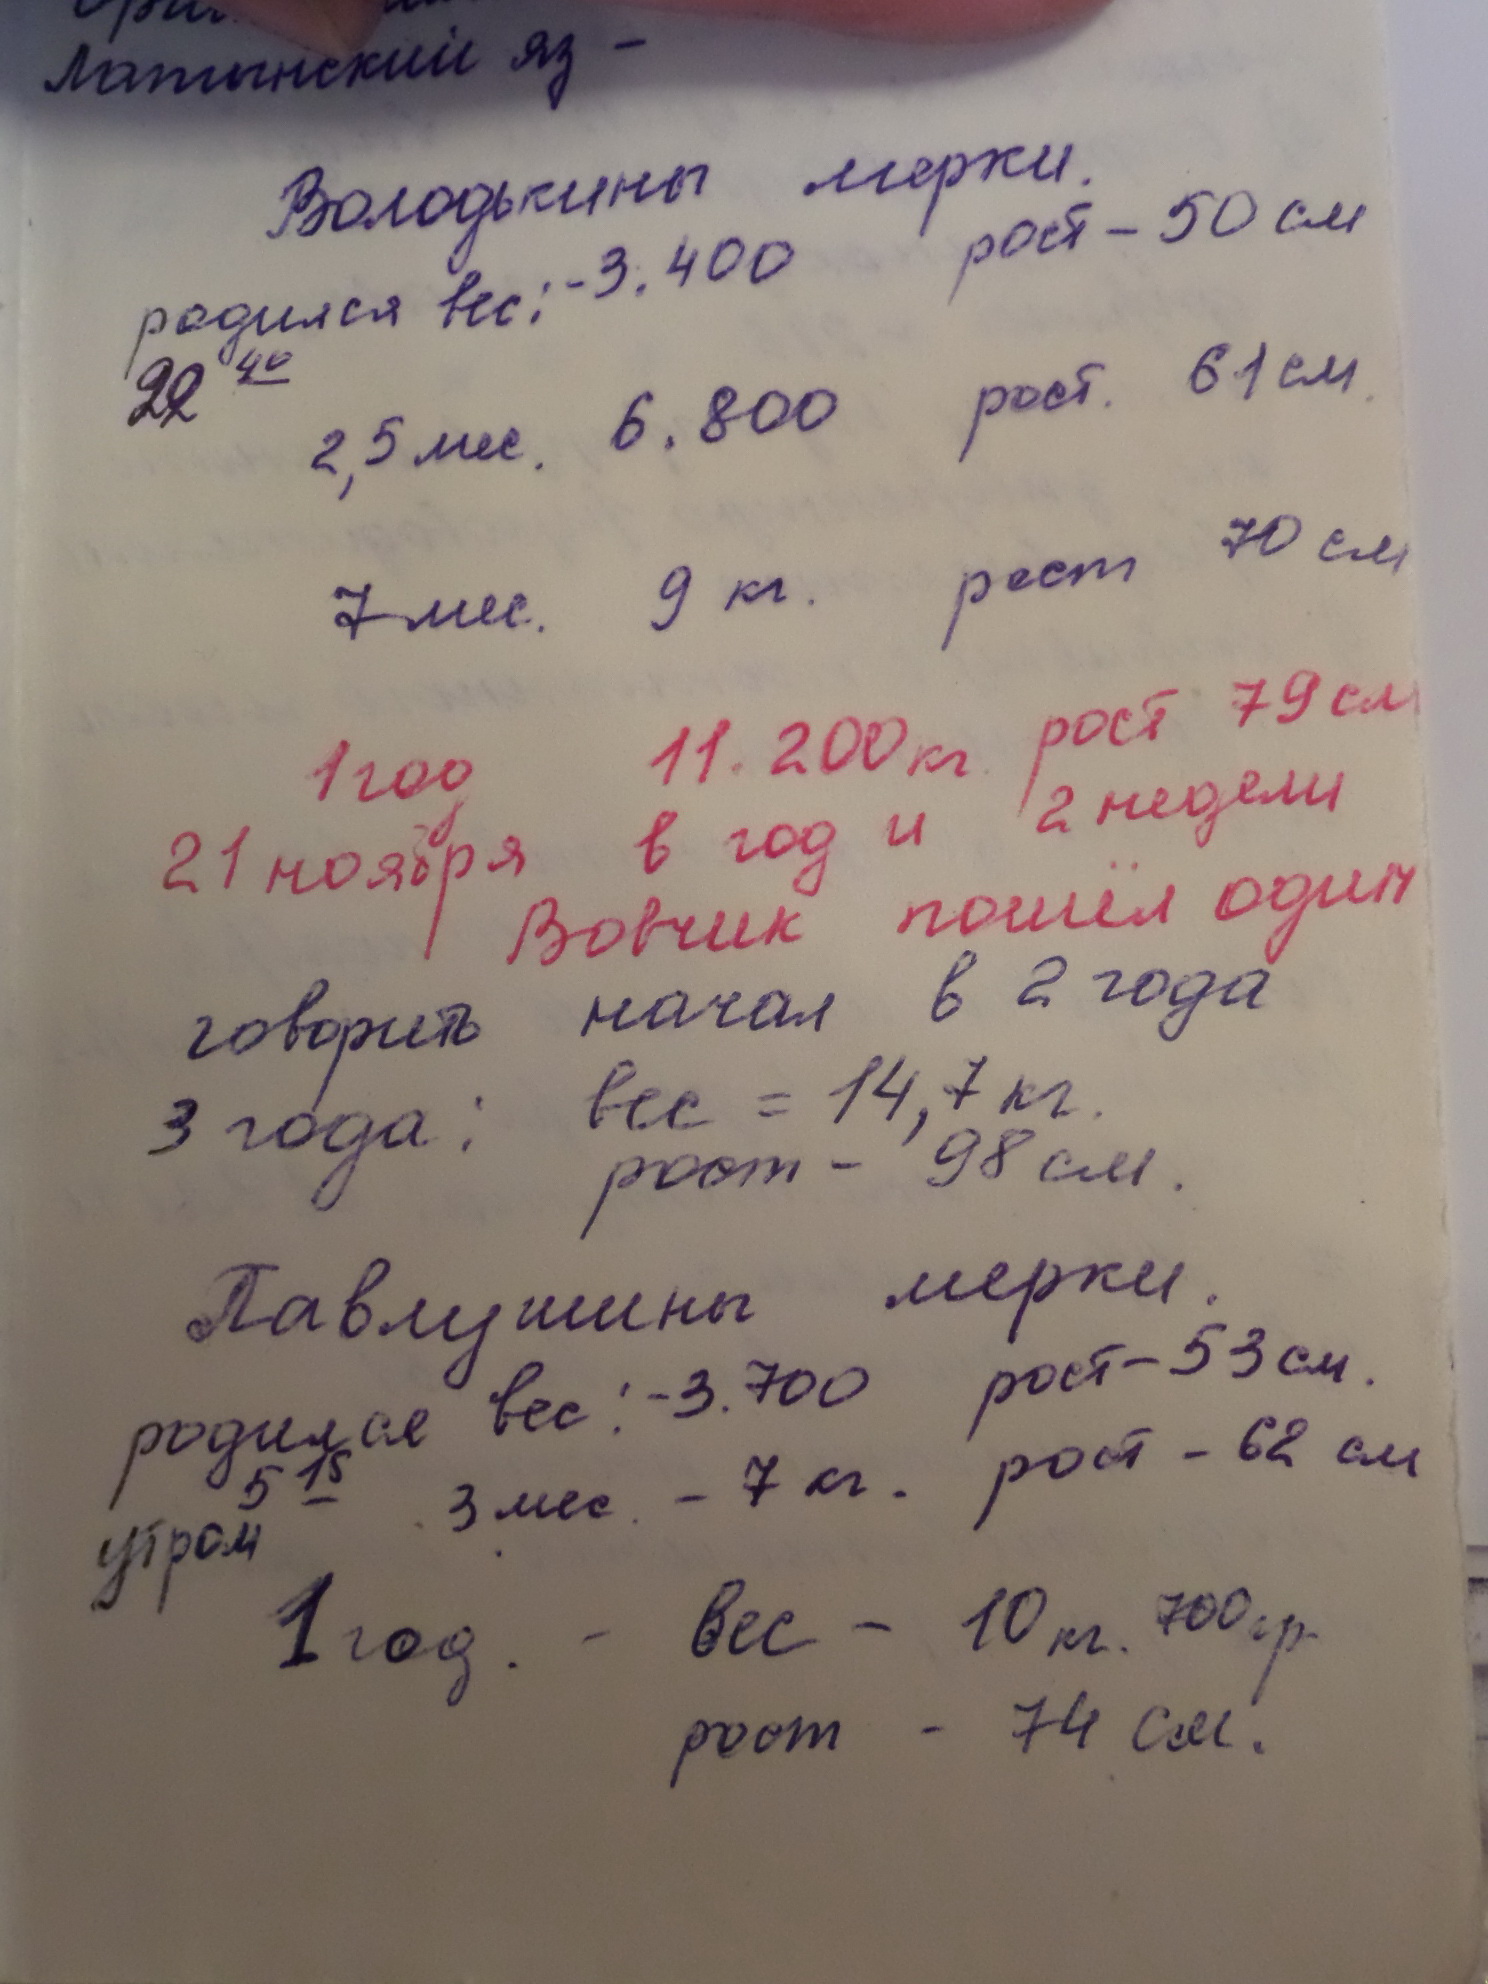 Латынский яз -
Володькины мерки.
родился вес: -3.400 рост - 50 см
22 40
2,5 мес. 6.800 рост. 61 см.
7 мес. 9 кг. рост 70 см
1 год 11.200 кг. рост 79 см
21 ноября в год и 2 недели
Вовчик пошёл один
говорить начал в 2 года
3 года: вес = 14,7 кг.
рост - 98 см.
Павлушины мерки.
родился вес: -3.700 рост - 53 см.
5 15 3 мес. - 7 кг. рост - 62 см
утром
1 год. - вес - 10 кг. 700 гр.
рост - 74 см.